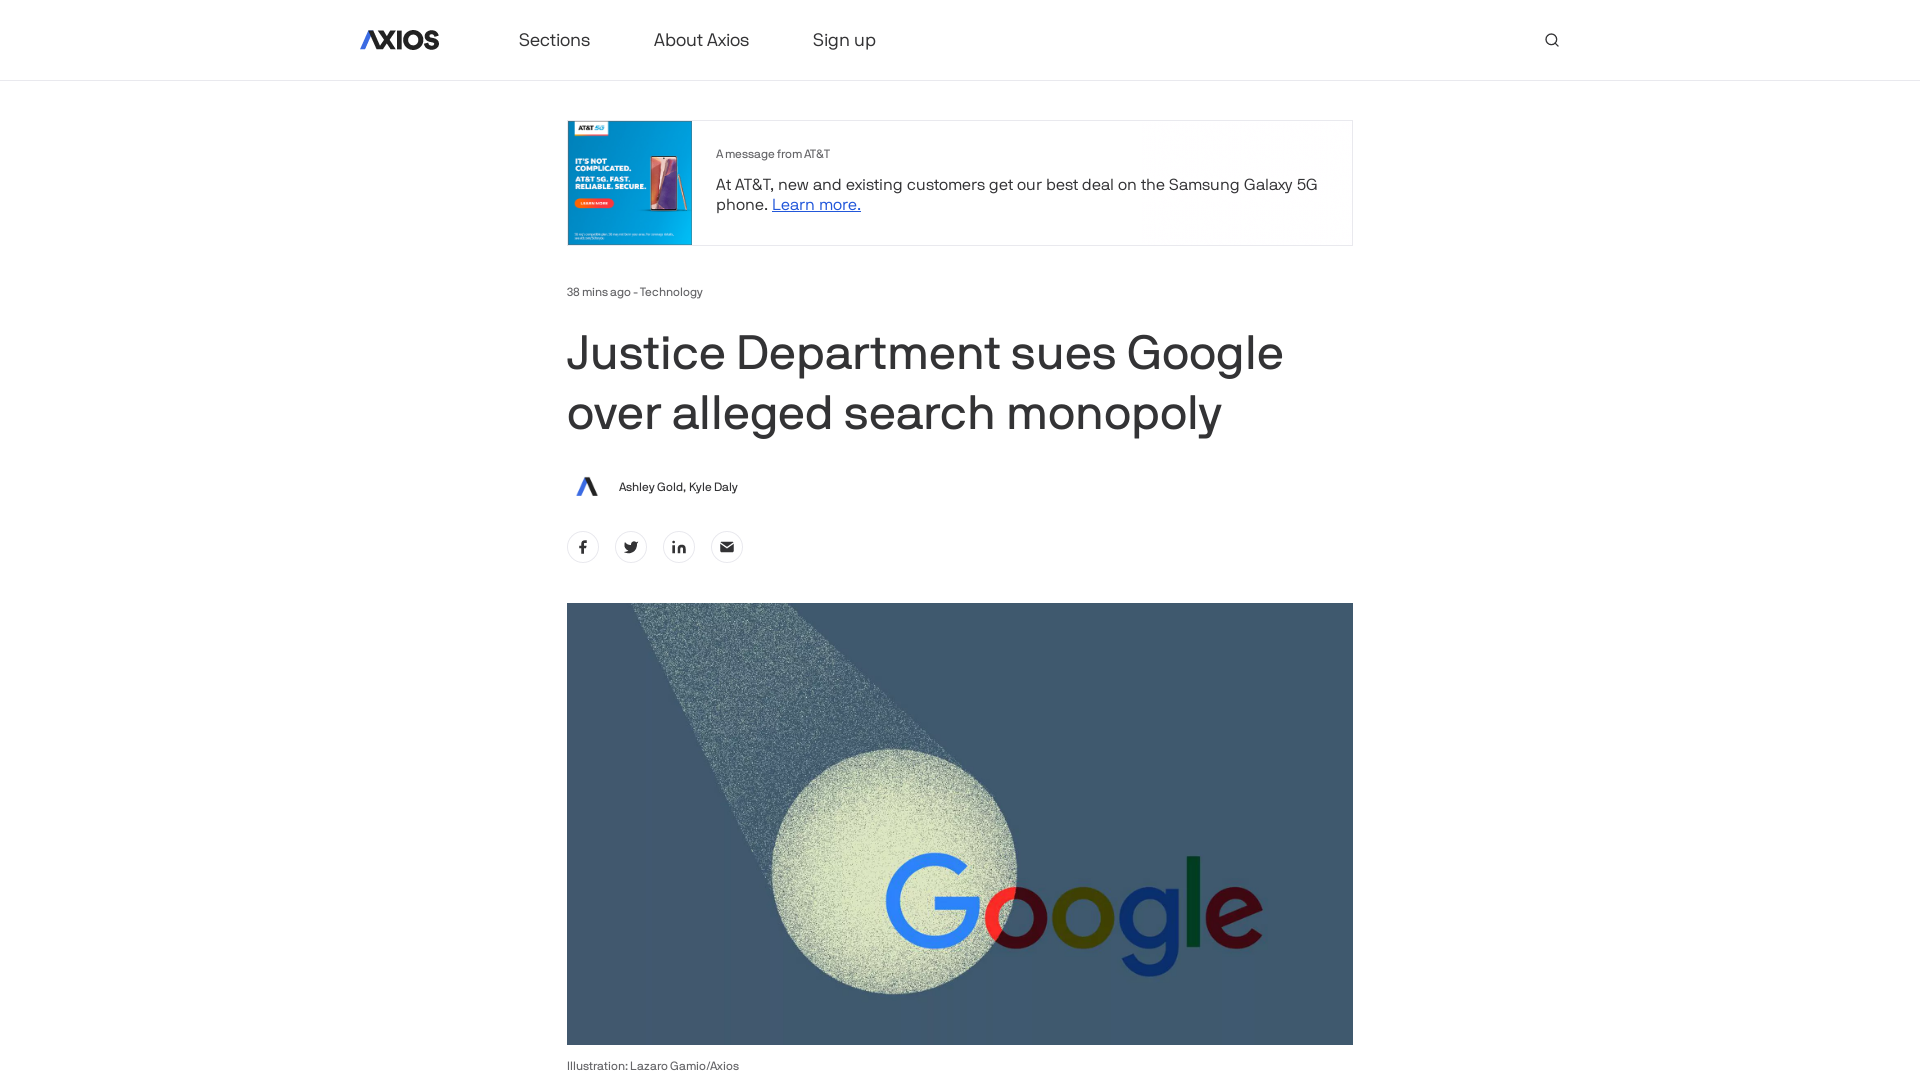 AXIOS
Sections
About Axios
Sign up
AT&T 5G
IT'S NOT
COMPLICATED.
AT&T 5G. FAST.
RELIABLE. SECURE.
LEARN MORE
A message from AT&T
At AT&T, new and existing customers get our best deal on the Samsung Galaxy 5G
phone. Learn more.
38 mins ago - Technology
Justice Department sues Google
over alleged search monopoly
Ashley Gold, Kyle Daly
Google
Illustration: Lazaro Gamio/Axios